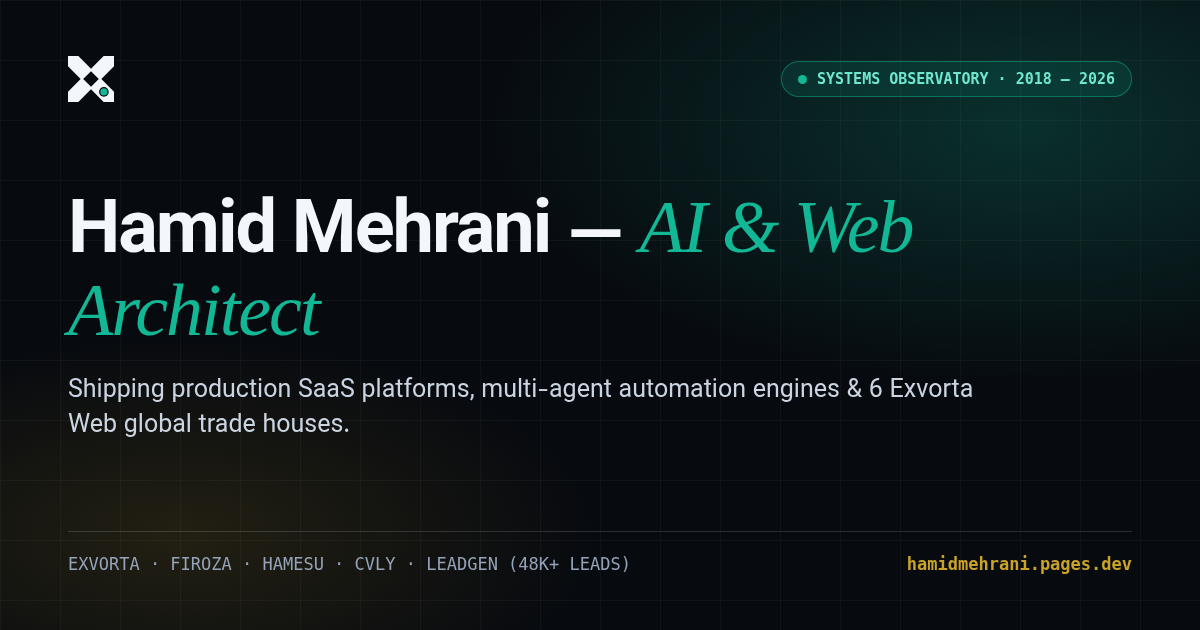 SYSTEMS OBSERVATORY · 2018 — 2026
Hamid Mehrani — AI & Web
Architect
Shipping production SaaS platforms, multi-agent automation engines & 6 Exvorta
Web global trade houses.
EXVORTA · FIROZA · HAMESU · CVLY · LEADGEN (48K+ LEADS)
hamidmehrani.pages.dev